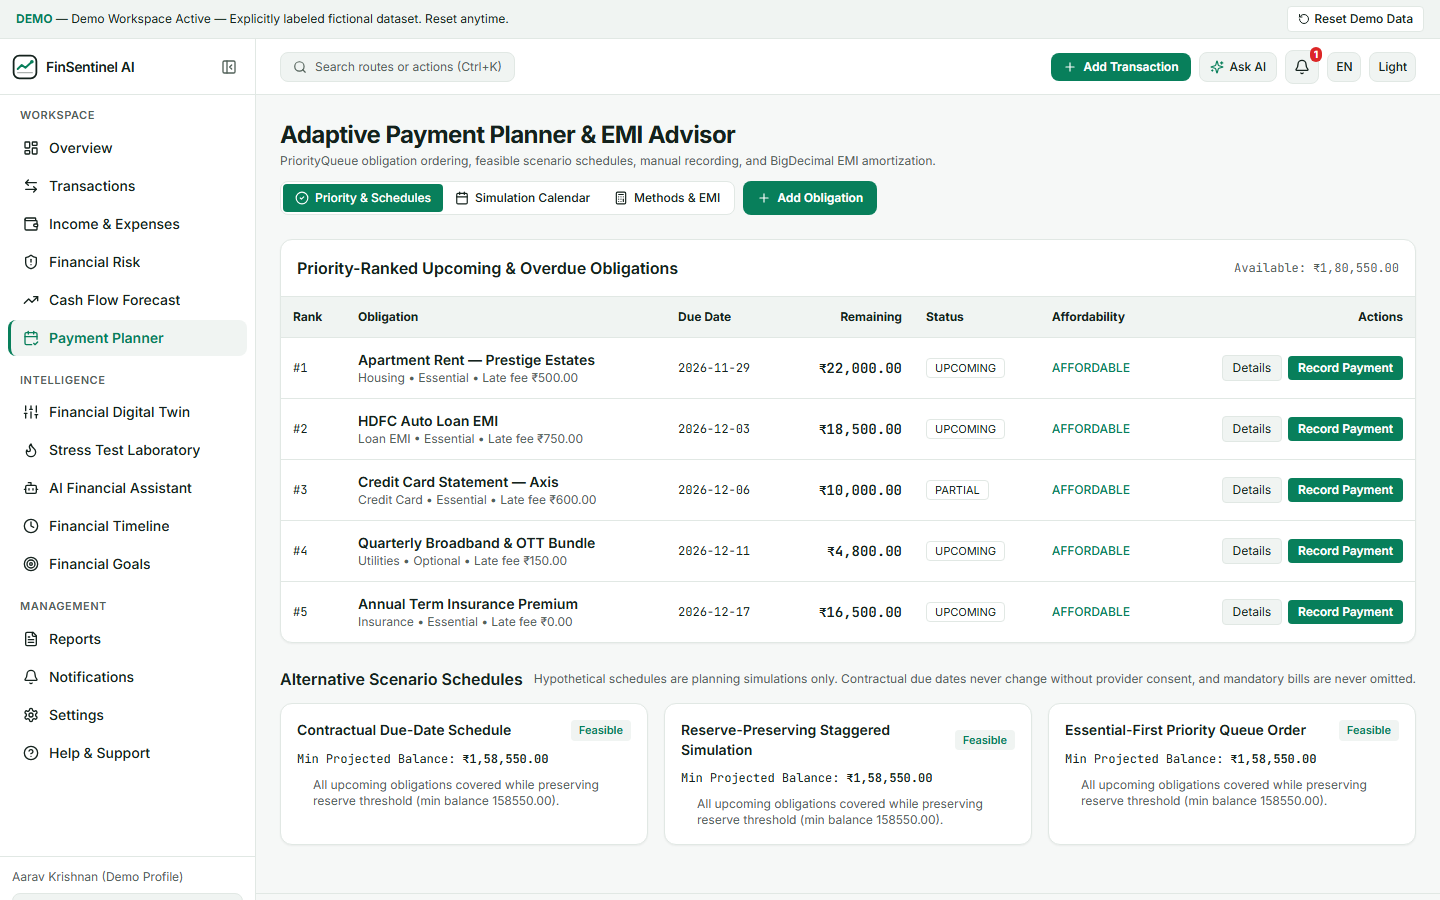 DEMO — Demo Workspace Active — Explicitly labeled fictional dataset. Reset anytime.
Reset Demo Data
FinSentinel AI
Search routes or actions (Ctrl+K)
Add Transaction
Ask AI
1
EN
Light
WORKSPACE
Overview
Transactions
Income & Expenses
Financial Risk
Cash Flow Forecast
Payment Planner
INTELLIGENCE
Financial Digital Twin
Stress Test Laboratory
AI Financial Assistant
Financial Timeline
Financial Goals
MANAGEMENT
Reports
Notifications
Settings
Help & Support
Aarav Krishnan (Demo Profile)
Adaptive Payment Planner & EMI Advisor
PriorityQueue obligation ordering, feasible scenario schedules, manual recording, and BigDecimal EMI amortization.
Priority & Schedules
Simulation Calendar
Methods & EMI
Add Obligation
Priority-Ranked Upcoming & Overdue Obligations
Available: ₹1,80,550.00
Rank Obligation Due Date Remaining Status Affordability Actions
#1 Apartment Rent — Prestige Estates 2026-11-29 ₹22,000.00 UPCOMING AFFORDABLE Details Record Payment
Housing • Essential • Late fee ₹500.00
#2 HDFC Auto Loan EMI 2026-12-03 ₹18,500.00 UPCOMING AFFORDABLE Details Record Payment
Loan EMI • Essential • Late fee ₹750.00
#3 Credit Card Statement — Axis 2026-12-06 ₹10,000.00 PARTIAL AFFORDABLE Details Record Payment
Credit Card • Essential • Late fee ₹600.00
#4 Quarterly Broadband & OTT Bundle 2026-12-11 ₹4,800.00 UPCOMING AFFORDABLE Details Record Payment
Utilities • Optional • Late fee ₹150.00
#5 Annual Term Insurance Premium 2026-12-17 ₹16,500.00 UPCOMING AFFORDABLE Details Record Payment
Insurance • Essential • Late fee ₹0.00
Alternative Scenario Schedules
Hypothetical schedules are planning simulations only. Contractual due dates never change without provider consent, and mandatory bills are never omitted.
Contractual Due-Date Schedule
Feasible
Min Projected Balance: ₹1,58,550.00
All upcoming obligations covered while preserving
reserve threshold (min balance 158550.00).
Reserve-Preserving Staggered
Simulation
Feasible
Min Projected Balance: ₹1,58,550.00
All upcoming obligations covered while preserving
reserve threshold (min balance 158550.00).
Essential-First Priority Queue Order
Feasible
Min Projected Balance: ₹1,58,550.00
All upcoming obligations covered while preserving
reserve threshold (min balance 158550.00).